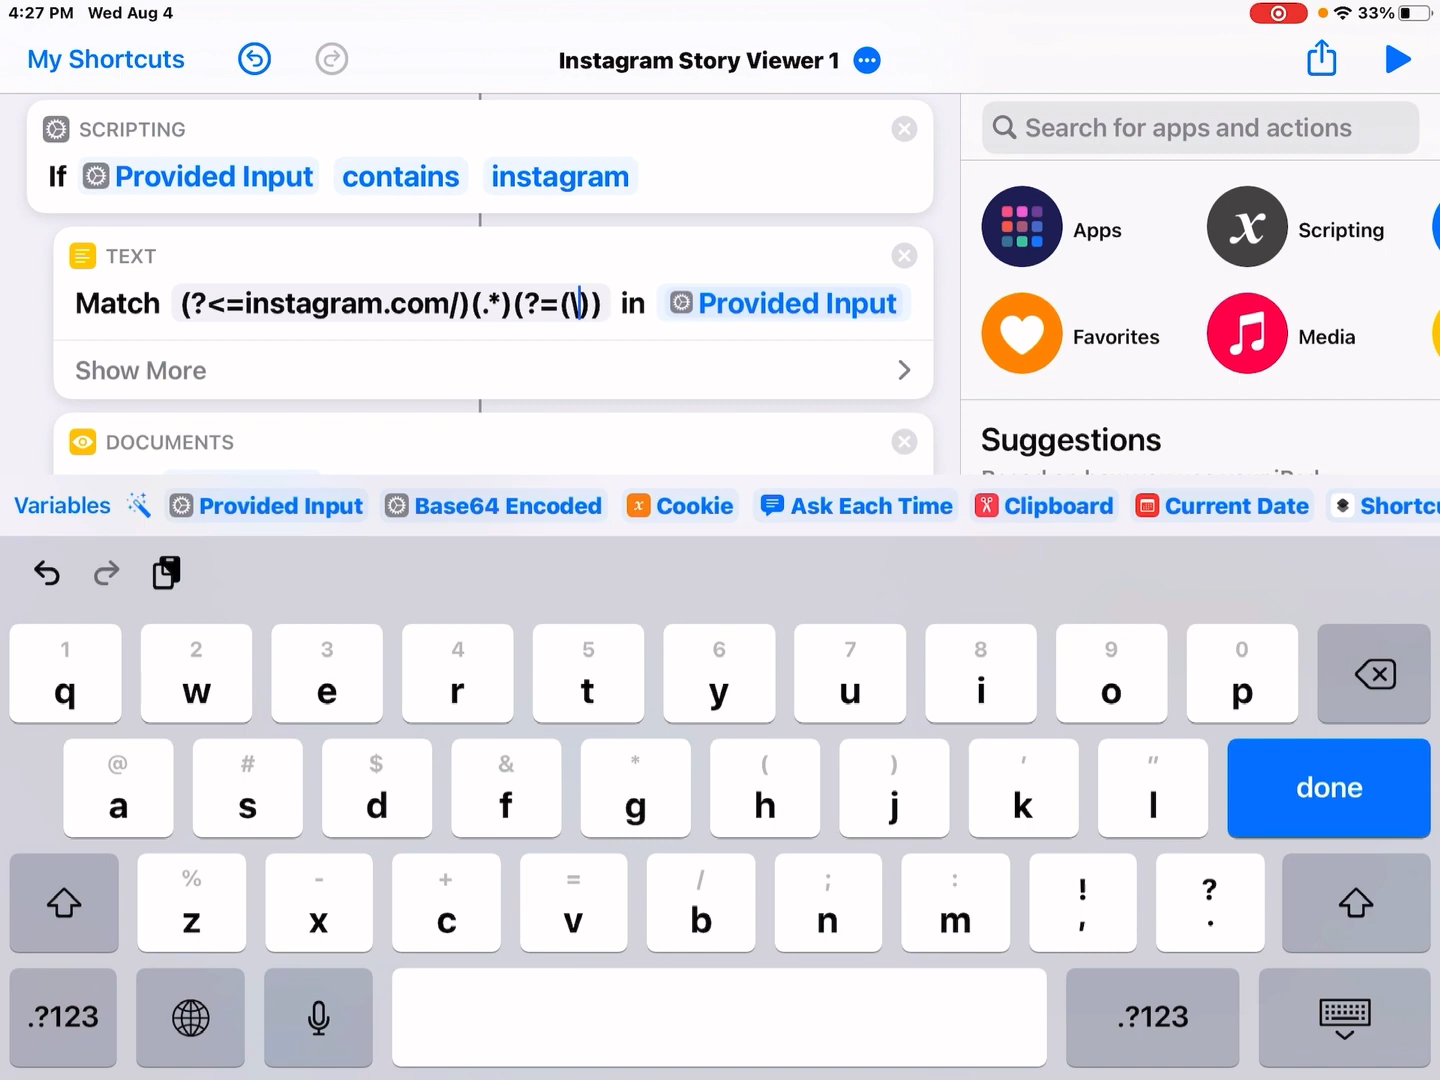 4:27 PM Wed Aug 4 33%
My Shortcuts Instagram Story Viewer 1
SCRIPTING
If Provided Input contains instagram
TEXT
Match (?<=instagram.com/)(.*)(?=(\)) in Provided Input
Show More
DOCUMENTS
Search for apps and actions
Apps Scripting
Favorites Media
Suggestions
Variables Provided Input Base64 Encoded Cookie Ask Each Time Clipboard Current Date Shortcu
1 2 3 4 5 6 7 8 9 0
q w e r t y u i o p
@ # $ & * ( ) ' "
a s d f g h j k l done
% - + = / ; : ! ?
z x c v b n m , .
.?123 .?123